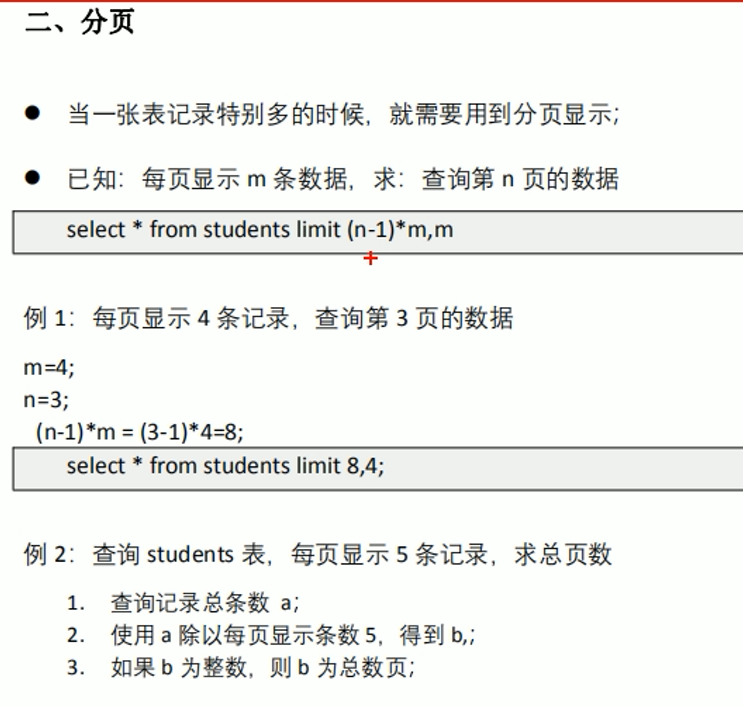 二、分页
● 当一张表记录特别多的时候，就需要用到分页显示;
● 已知：每页显示 m 条数据，求：查询第 n 页的数据
select * from students limit (n-1)*m,m
例 1：每页显示 4 条记录，查询第 3 页的数据
m=4;
n=3;
(n-1)*m = (3-1)*4=8;
select * from students limit 8,4;
例 2：查询 students 表，每页显示 5 条记录，求总页数
1. 查询记录总条数 a;
2. 使用 a 除以每页显示条数 5，得到 b,;
3. 如果 b 为整数，则 b 为总数页;